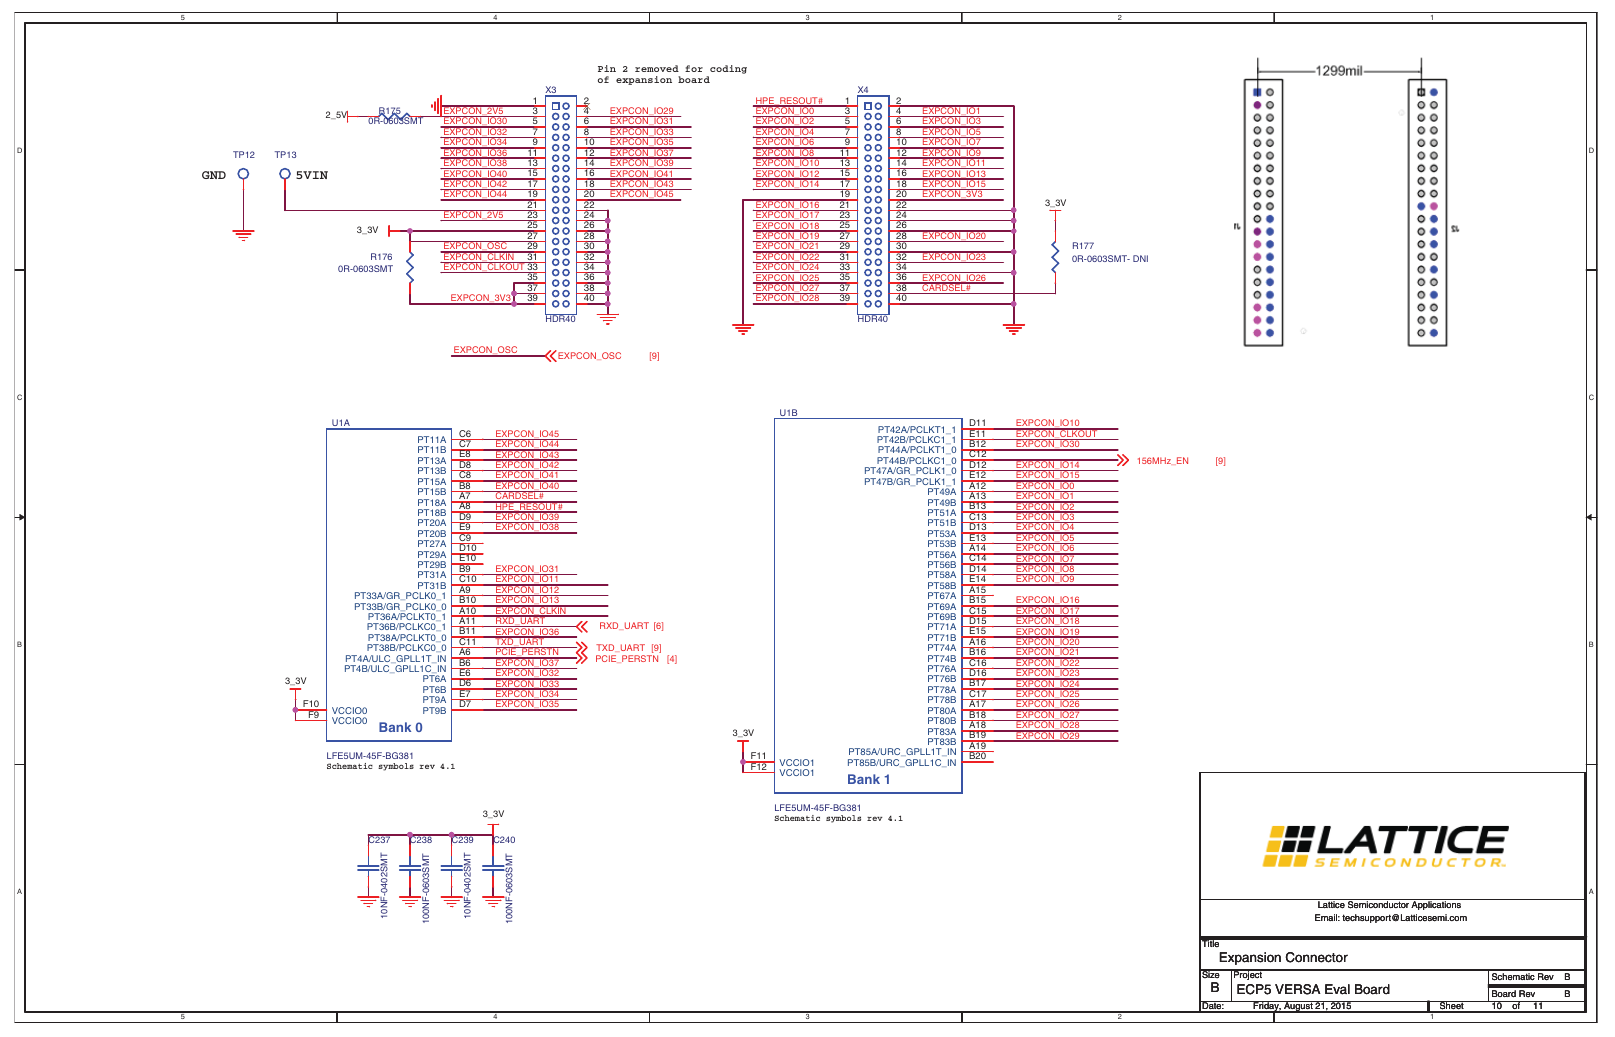 5 4 3 2 1
Pin 2 removed for coding
of expansion board
1299mil
X3
X4
1 2
EXPCON_2V5 3 4 EXPCON_IO29
EXPCON_IO30 5 6 EXPCON_IO31
EXPCON_IO32 7 8 EXPCON_IO33
EXPCON_IO34 9 10 EXPCON_IO35
EXPCON_IO36 11 12 EXPCON_IO37
EXPCON_IO38 13 14 EXPCON_IO39
EXPCON_IO40 15 16 EXPCON_IO41
EXPCON_IO42 17 18 EXPCON_IO43
EXPCON_IO44 19 20 EXPCON_IO45
21 22
EXPCON_2V5 23 24
25 26
27 28
EXPCON_OSC 29 30
EXPCON_CLKIN 31 32
EXPCON_CLKOUT 33 34
35 36
37 38
EXPCON_3V3 39 40
HDR40
2_5V
R175
0R-0603SMT
TP12 TP13
GND 5VIN
3_3V
R176
0R-0603SMT
HPE_RESOUT# 1 2
EXPCON_IO0 3 4 EXPCON_IO1
EXPCON_IO2 5 6 EXPCON_IO3
EXPCON_IO4 7 8 EXPCON_IO5
EXPCON_IO6 9 10 EXPCON_IO7
EXPCON_IO8 11 12 EXPCON_IO9
EXPCON_IO10 13 14 EXPCON_IO11
EXPCON_IO12 15 16 EXPCON_IO13
EXPCON_IO14 17 18 EXPCON_IO15
19 20 EXPCON_3V3
EXPCON_IO16 21 22
EXPCON_IO17 23 24
EXPCON_IO18 25 26
EXPCON_IO19 27 28 EXPCON_IO20
EXPCON_IO21 29 30
EXPCON_IO22 31 32 EXPCON_IO23
EXPCON_IO24 33 34
EXPCON_IO25 35 36 EXPCON_IO26
EXPCON_IO27 37 38 CARDSEL#
EXPCON_IO28 39 40
HDR40
3_3V
R177
0R-0603SMT- DNI
EXPCON_OSC EXPCON_OSC [9]
U1A
PT11A C6 EXPCON_IO45
PT11B C7 EXPCON_IO44
PT13A E8 EXPCON_IO43
PT13B D8 EXPCON_IO42
PT15A C8 EXPCON_IO41
PT15B B8 EXPCON_IO40
PT18A A7 CARDSEL#
PT18B A8 HPE_RESOUT#
PT20A D9 EXPCON_IO39
PT20B E9 EXPCON_IO38
PT27A C9
PT29A D10
PT29B E10
PT31A B9 EXPCON_IO31
PT31B C10 EXPCON_IO11
PT33A/GR_PCLK0_1 A9 EXPCON_IO12
PT33B/GR_PCLK0_0 B10 EXPCON_IO13
PT36A/PCLKT0_1 A10 EXPCON_CLKIN
PT36B/PCLKC0_1 A11 RXD_UART RXD_UART [6]
PT38A/PCLKT0_0 B11 EXPCON_IO36
PT38B/PCLKC0_0 C11 TXD_UART TXD_UART [9]
PT4A/ULC_GPLL1T_IN A6 PCIE_PERSTN PCIE_PERSTN [4]
PT4B/ULC_GPLL1C_IN B6 EXPCON_IO37
PT6A E6 EXPCON_IO32
PT6B D6 EXPCON_IO33
PT9A E7 EXPCON_IO34
PT9B D7 EXPCON_IO35
3_3V
F10 VCCIO0
F9 VCCIO0
Bank 0
LFE5UM-45F-BG381
Schematic symbols rev 4.1
U1B
PT42A/PCLKT1_1 D11 EXPCON_IO10
PT42B/PCLKC1_1 E11 EXPCON_CLKOUT
PT44A/PCLKT1_0 B12 EXPCON_IO30
PT44B/PCLKC1_0 C12 156MHz_EN [9]
PT47A/GR_PCLK1_0 D12 EXPCON_IO14
PT47B/GR_PCLK1_1 E12 EXPCON_IO15
PT49A A12 EXPCON_IO0
PT49B A13 EXPCON_IO1
PT51A B13 EXPCON_IO2
PT51B C13 EXPCON_IO3
PT53A D13 EXPCON_IO4
PT53B E13 EXPCON_IO5
PT56A A14 EXPCON_IO6
PT56B C14 EXPCON_IO7
PT58A D14 EXPCON_IO8
PT58B E14 EXPCON_IO9
PT67A A15
PT69A B15 EXPCON_IO16
PT69B C15 EXPCON_IO17
PT71A D15 EXPCON_IO18
PT71B E15 EXPCON_IO19
PT74A A16 EXPCON_IO20
PT74B B16 EXPCON_IO21
PT76A C16 EXPCON_IO22
PT76B D16 EXPCON_IO23
PT78A B17 EXPCON_IO24
PT78B C17 EXPCON_IO25
PT80A A17 EXPCON_IO26
PT80B B18 EXPCON_IO27
PT83A A18 EXPCON_IO28
PT83B B19 EXPCON_IO29
PT85A/URC_GPLL1T_IN A19
PT85B/URC_GPLL1C_IN B20
3_3V
F11 VCCIO1
F12 VCCIO1
Bank 1
LFE5UM-45F-BG381
Schematic symbols rev 4.1
3_3V
C237 C238 C239 C240
10NF-0402SMT 100NF-0603SMT 10NF-0402SMT 100NF-0603SMT
D D
C C
B B
A A
LATTICE
SEMICONDUCTOR
Lattice Semiconductor Applications
Email: techsupport@Latticesemi.com
Title
Expansion Connector
Size Project Schematic Rev B
B ECP5 VERSA Eval Board Board Rev B
Date: Friday, August 21, 2015 Sheet 10 of 11
5 4 3 2 1